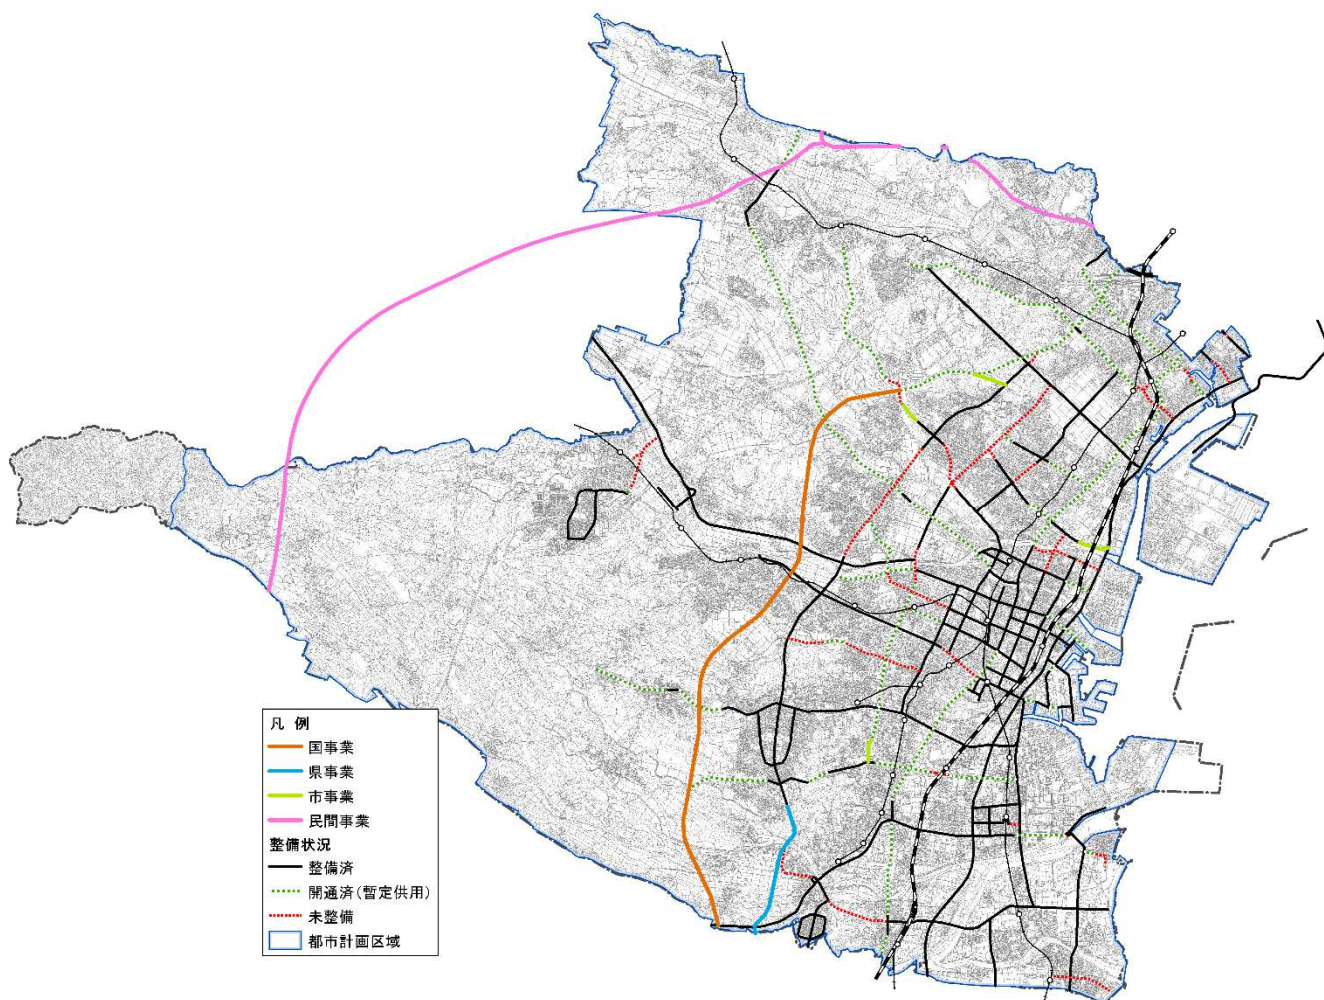 凡 例
国事業
県事業
市事業
民間事業
整備状況
整備済
開通済(暫定供用)
未整備
都市計画区域